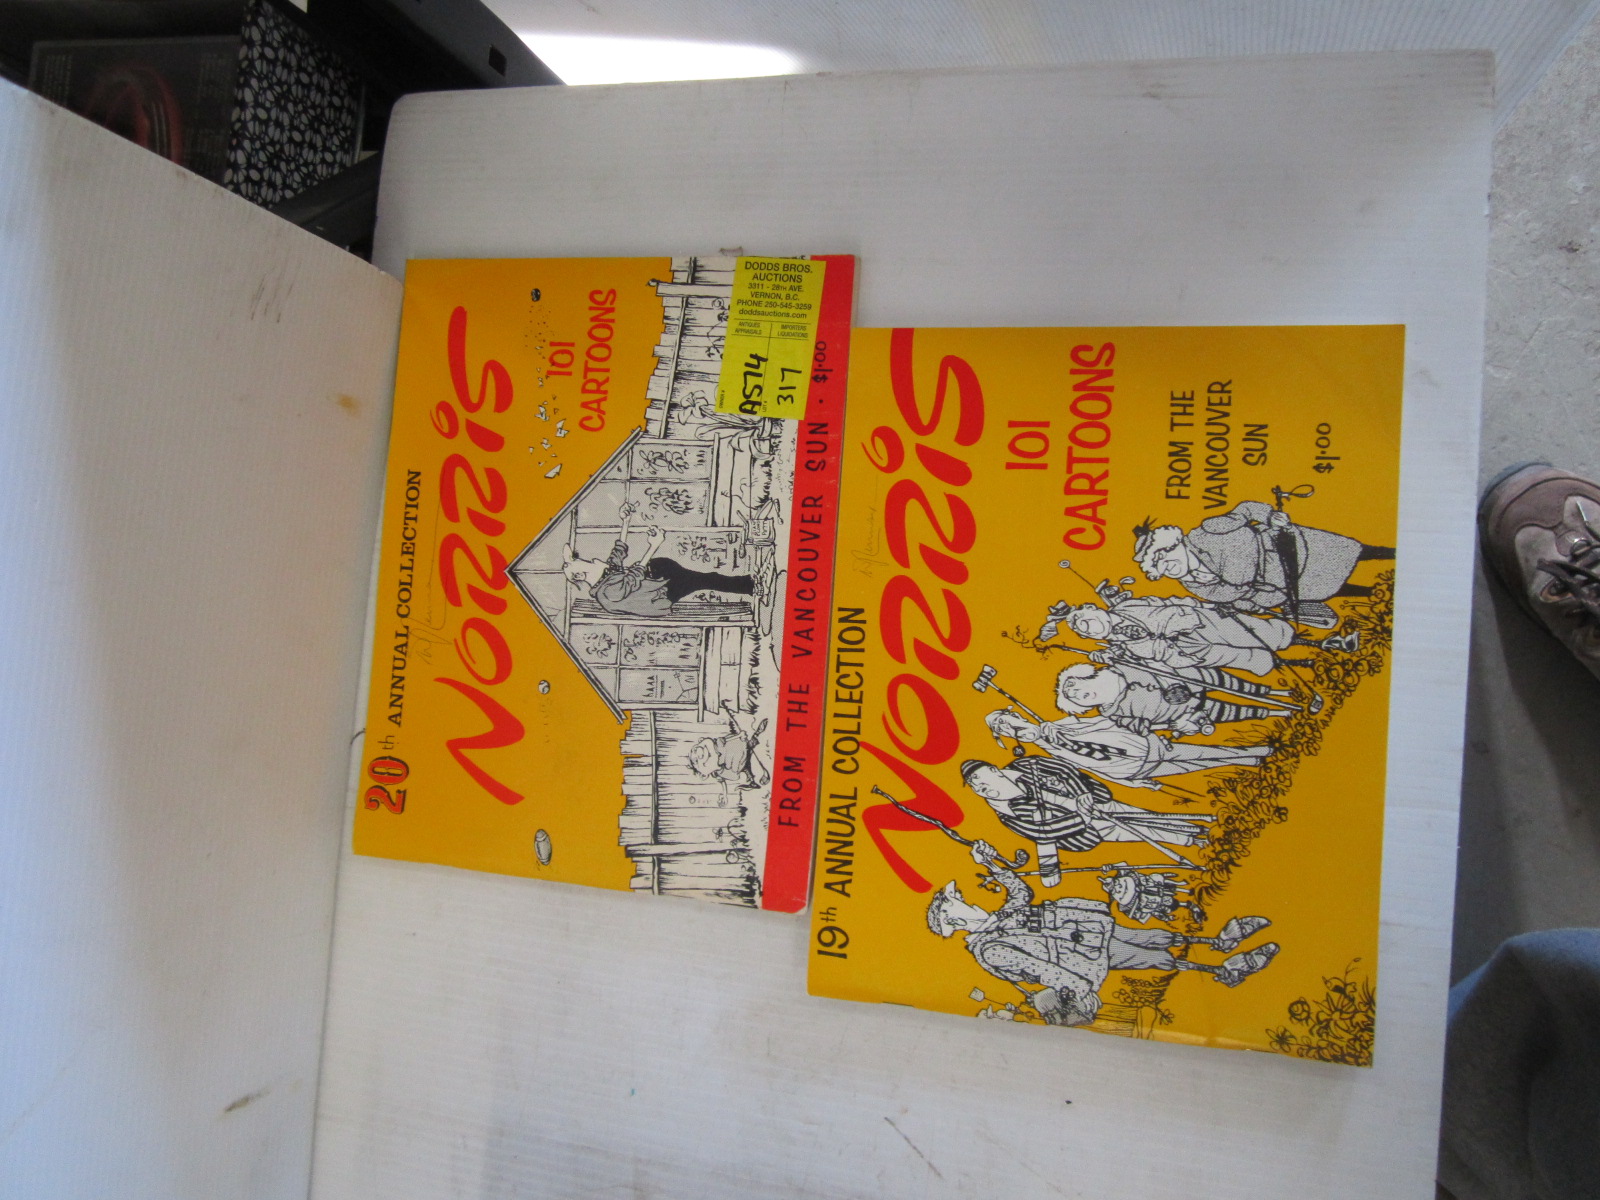 20th ANNUAL COLLECTION
NORRIS
101
CARTOONS
FROM THE VANCOUVER SUN · $1.00
DODDS BROS.
AUCTIONS
3311 - 28TH AVE.
VERNON, B.C.
PHONE 250-545-3259
doddsauctions.com
ANTIQUES
APPRAISALS
IMPORTERS
LIQUIDATIONS
A574
LOT #
317
19th ANNUAL COLLECTION
NORRIS
101
CARTOONS
FROM THE
VANCOUVER
SUN
$1.00